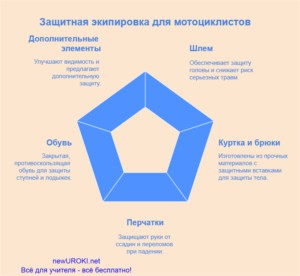 Защитная экипировка для мотоциклистов
Дополнительные
элементы
Улучшают видимость и
предлагают
дополнительную
защиту
Шлем
Обеспечивает защиту
головы и снижает риск
серьезных травм.
Обувь
Закрытая,
противоскользящая
обувь для защиты
ступней и лодыжек.
Куртка и брюки
Изготовлены из прочных
материалов с
защитными вставками
для защиты тела.
Перчатки
Защищают руки от
ссадин и переломов
при падении.
newUROKI.net
Всё для учителя - всё бесплатно!